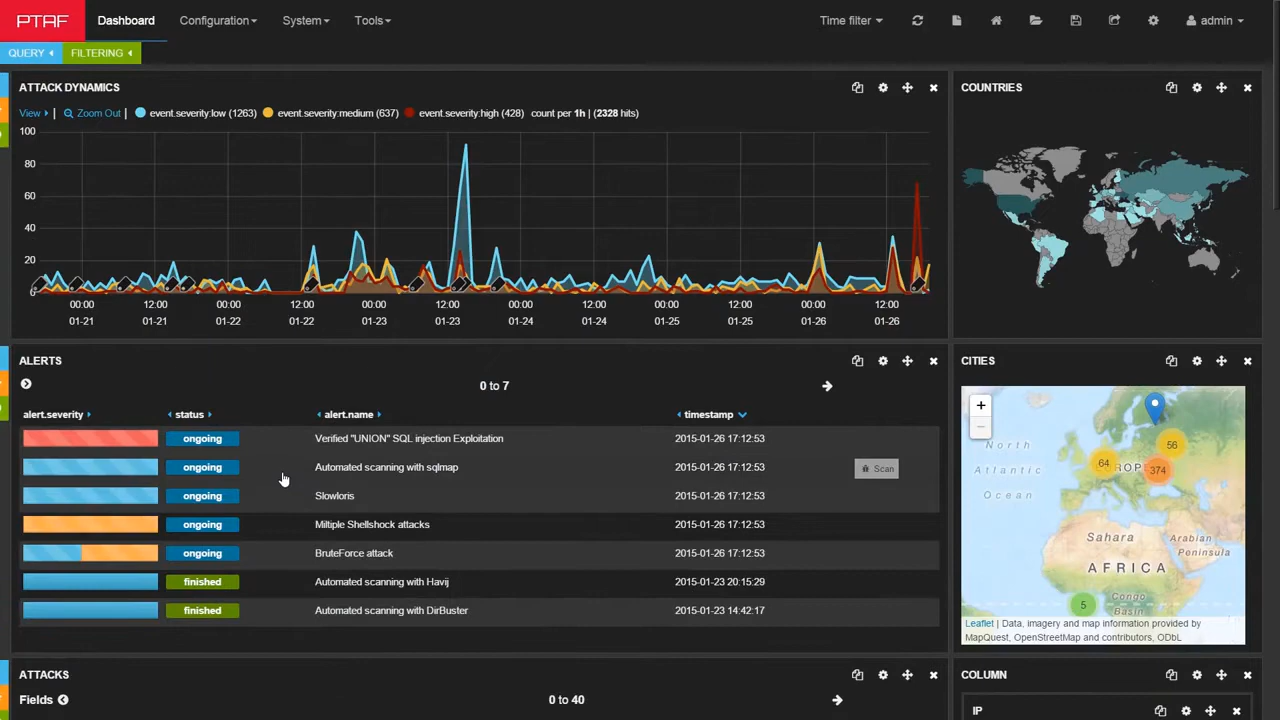 PTAF Dashboard Configuration System Tools Time filter admin
QUERY FILTERING
ATTACK DYNAMICS
View | Zoom Out | event.severity:low (1263) event.severity:medium (637) event.severity:high (428) count per 1h | (2328 hits)
100
80
60
40
20
0
00:00 12:00 00:00 12:00 00:00 12:00 00:00 12:00 00:00 12:00 00:00 12:00
01-21 01-21 01-22 01-22 01-23 01-23 01-24 01-24 01-25 01-25 01-26 01-26
COUNTRIES
ALERTS
0 to 7
alert.severity status alert.name timestamp
ongoing Verified "UNION" SQL injection Exploitation 2015-01-26 17:12:53
ongoing Automated scanning with sqlmap 2015-01-26 17:12:53 Scan
ongoing Slowloris 2015-01-26 17:12:53
ongoing Miltiple Shellshock attacks 2015-01-26 17:12:53
ongoing BruteForce attack 2015-01-26 17:12:53
finished Automated scanning with Havij 2015-01-23 20:15:29
finished Automated scanning with DirBuster 2015-01-23 14:42:17
CITIES
+
−
North
Atlantic
Ocean
56
64
374
Sahara
Arabian
Peninsula
AFRICA
Congo
Basin
5
Leaflet | Data, imagery and map information provided by
MapQuest, OpenStreetMap and contributors, ODbL
ATTACKS
Fields 0 to 40
COLUMN
IP